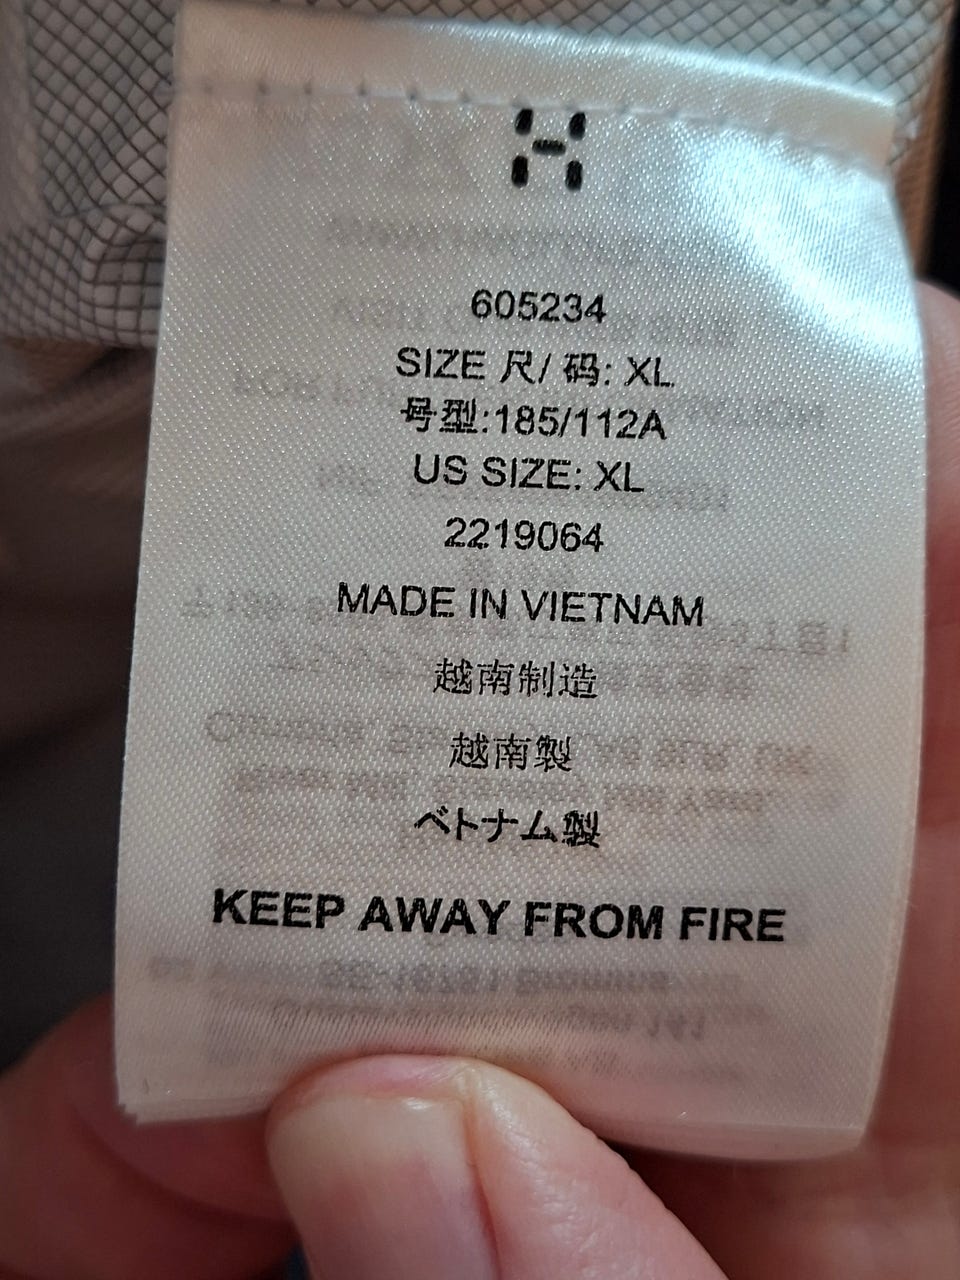 605234
SIZE 尺/ 码: XL
号型:185/112A
US SIZE: XL
2219064
MADE IN VIETNAM
越南制造
越南製
ベトナム製
KEEP AWAY FROM FIRE